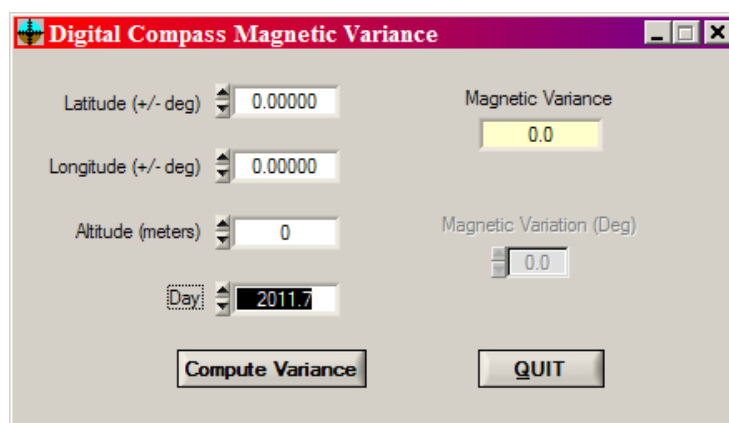 Digital Compass Magnetic Variance
Latitude (+/- deg) 0.00000
Magnetic Variance
0.0
Longitude (+/- deg) 0.00000
Altitude (meters) 0
Magnetic Variation (Deg)
0.0
Day 2011.7
Compute Variance
QUIT